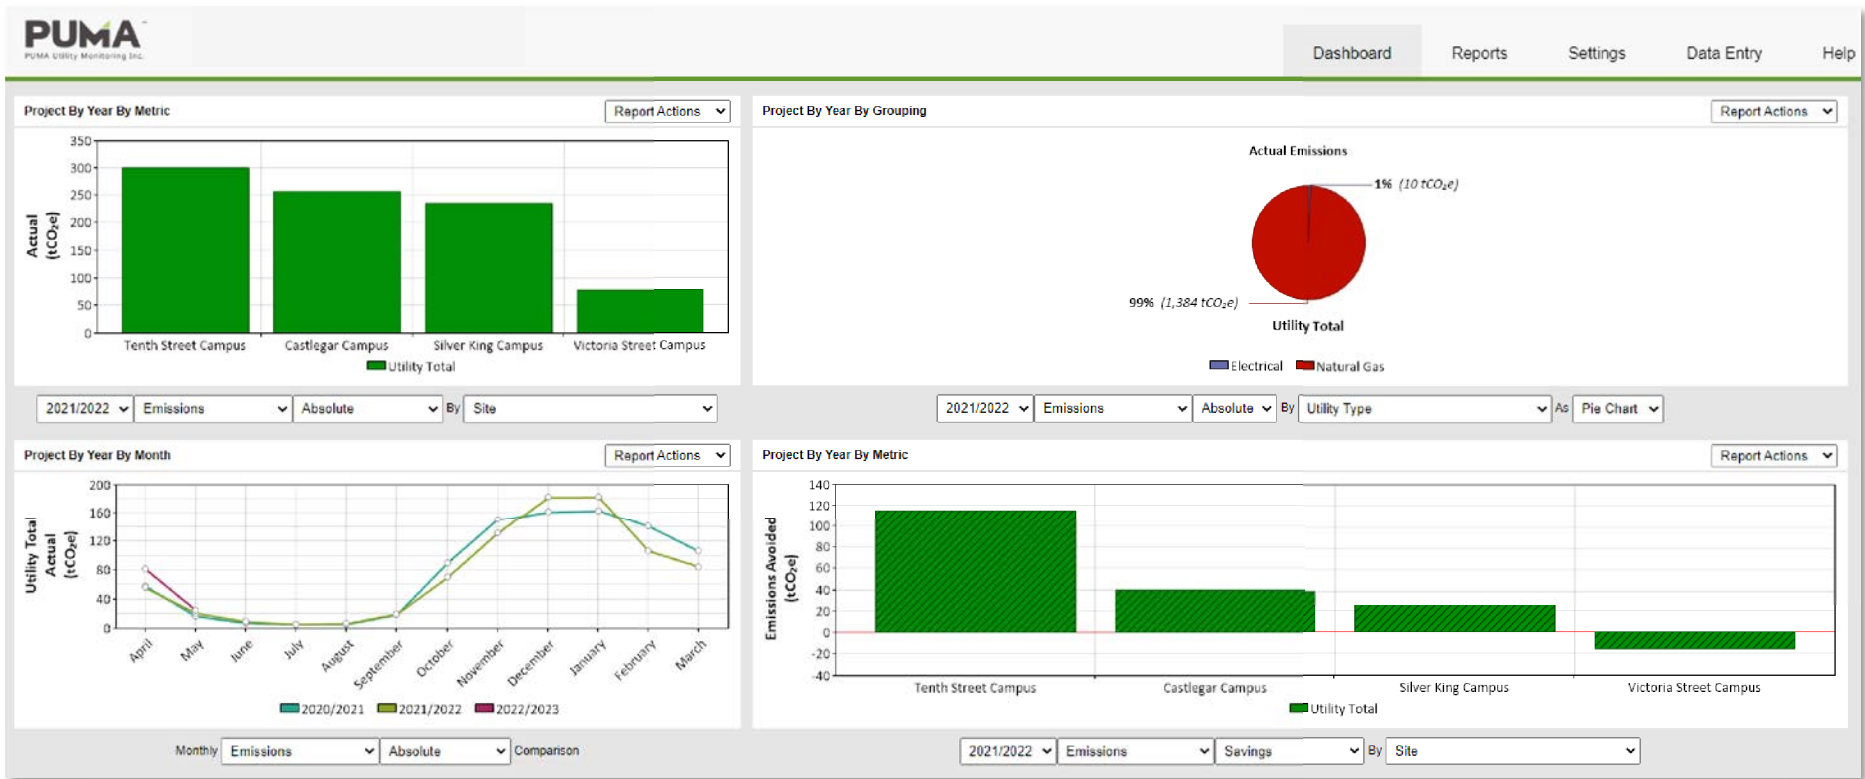 PUMA
PUMA Utility Monitoring Inc.
Dashboard Reports Settings Data Entry Help
Project By Year By Metric Report Actions
350
300
250
200
150
100
50
0
Actual
(tCO₂e)
Tenth Street Campus Castlegar Campus Silver King Campus Victoria Street Campus
Utility Total
2021/2022 Emissions Absolute By Site
Project By Year By Grouping Report Actions
Actual Emissions
1% (10 tCO₂e)
99% (1,384 tCO₂e)
Utility Total
Electrical Natural Gas
2021/2022 Emissions Absolute By Utility Type As Pie Chart
Project By Year By Month Report Actions
200
160
120
80
40
0
Utility Total
Actual
(tCO₂e)
April May June July August September October November December January February March
2020/2021 2021/2022 2022/2023
Monthly Emissions Absolute Comparison
Project By Year By Metric Report Actions
140
120
100
80
60
40
20
0
-20
-40
Emissions Avoided
(tCO₂e)
Tenth Street Campus Castlegar Campus Silver King Campus Victoria Street Campus
Utility Total
2021/2022 Emissions Savings By Site